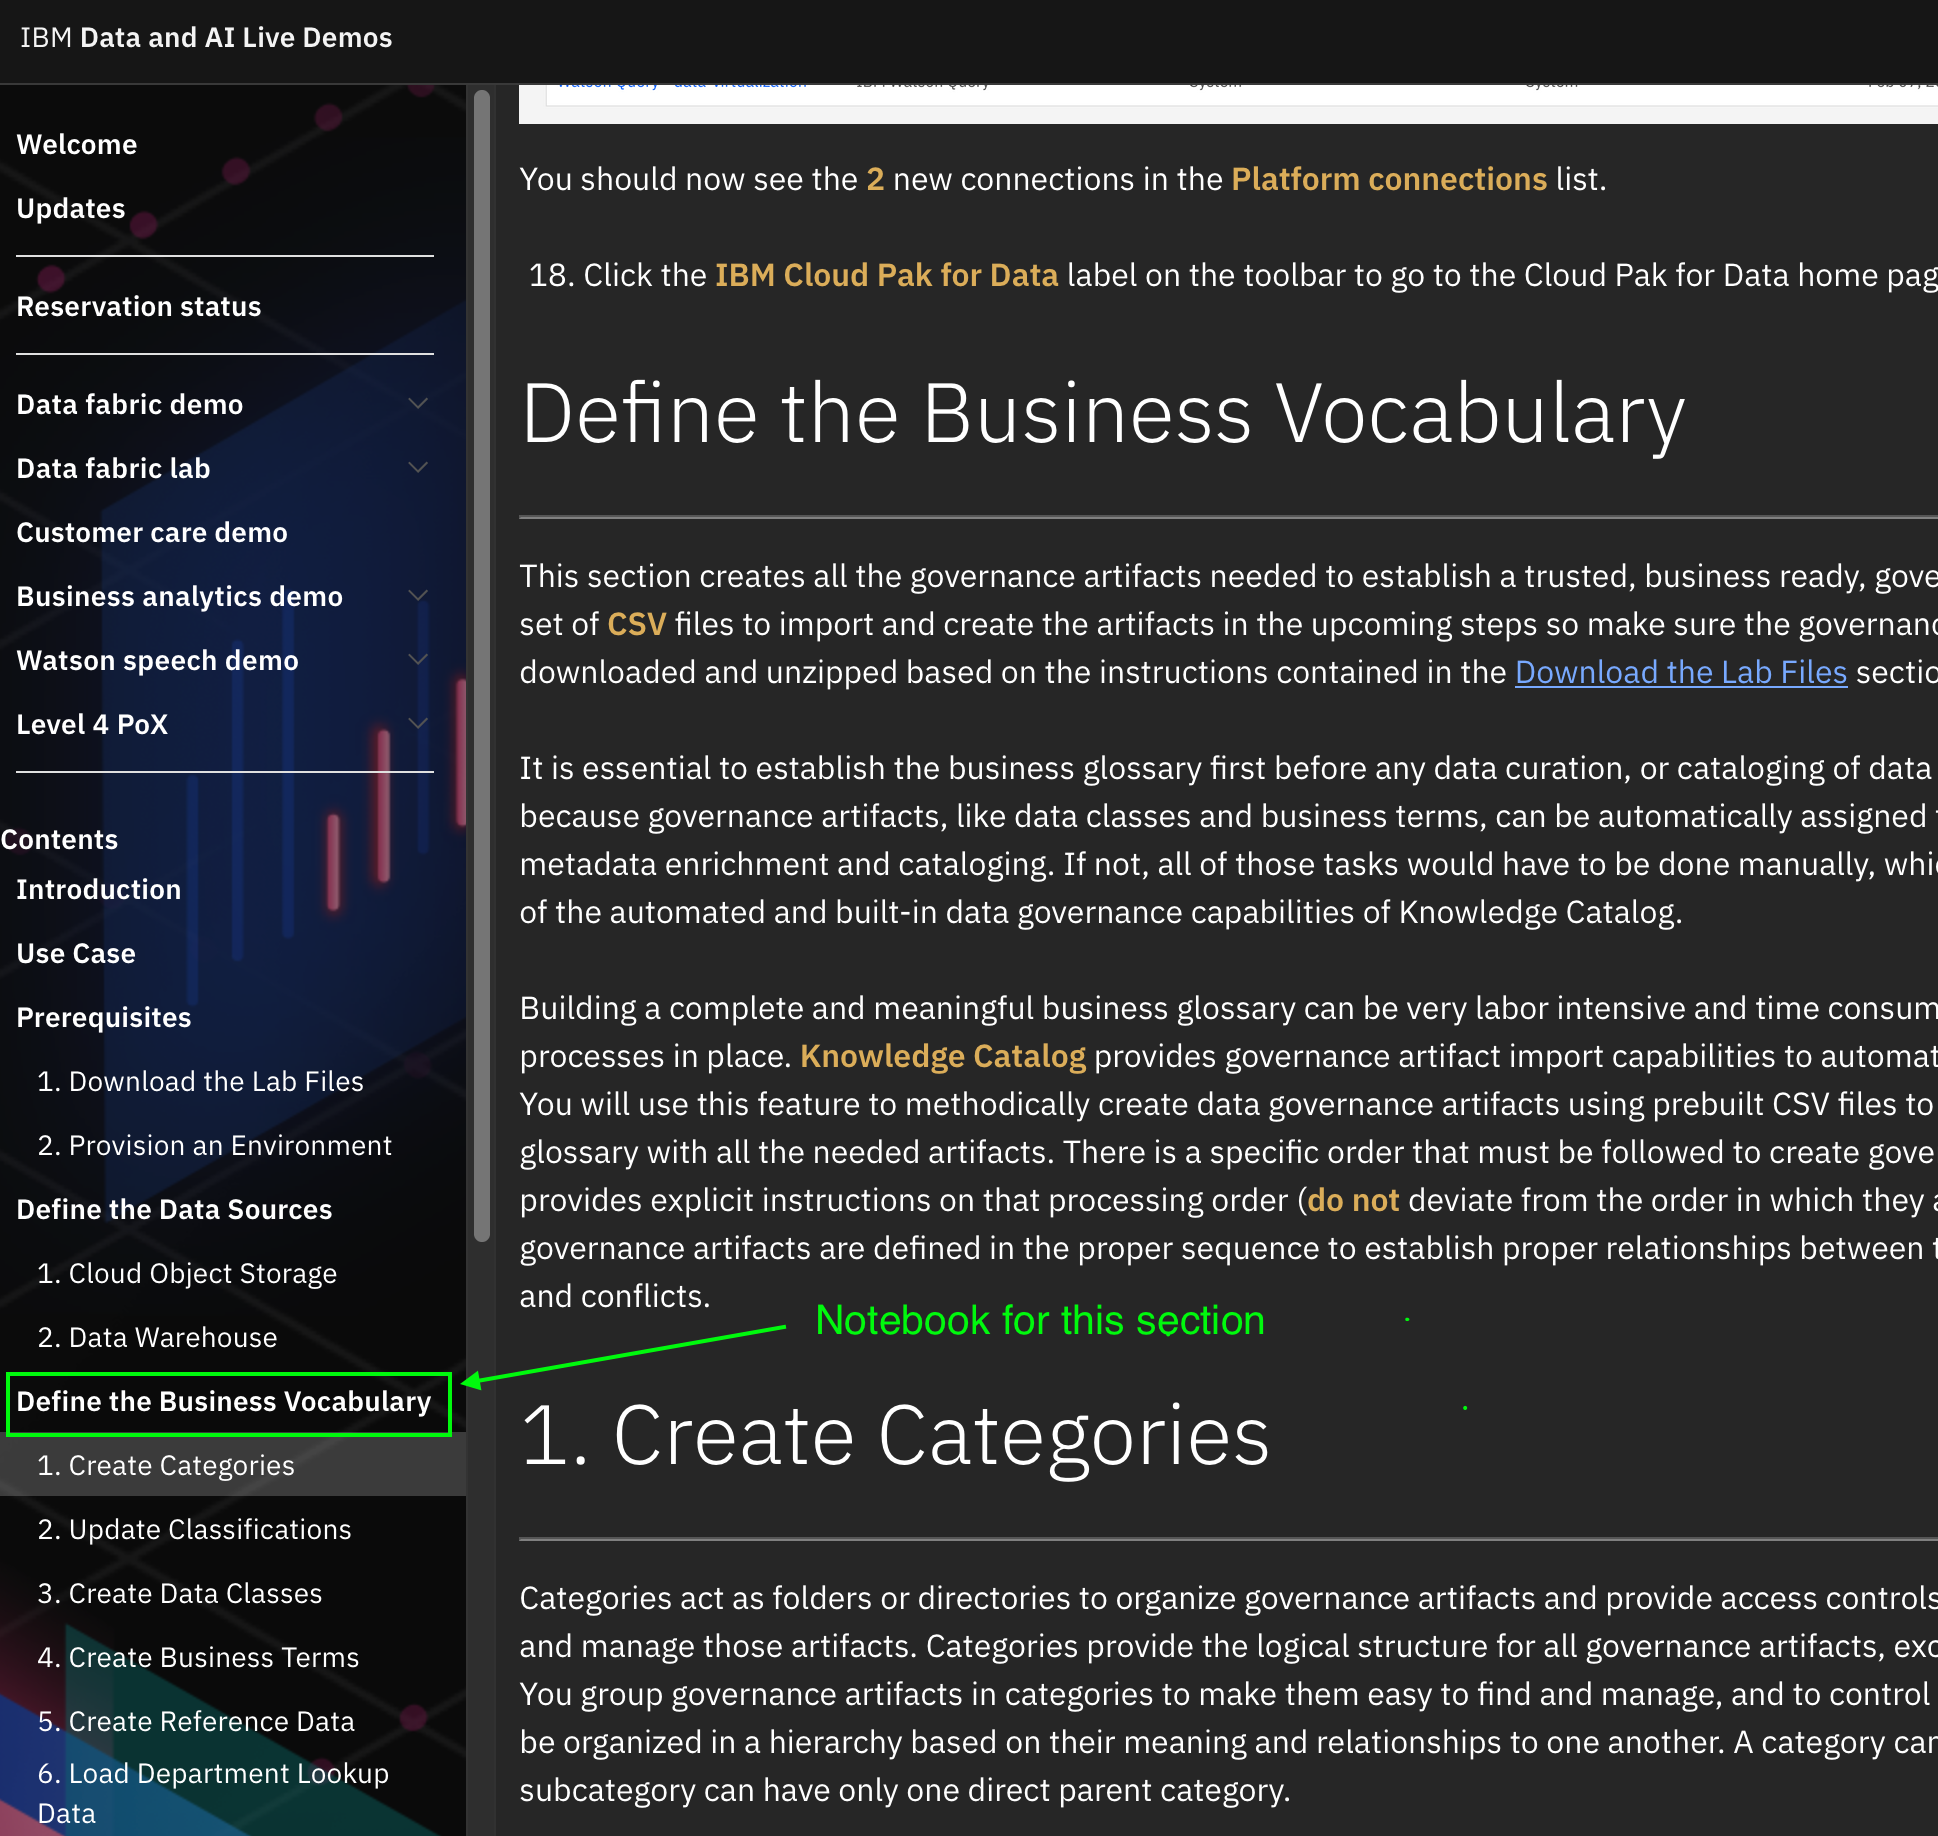 IBM Data and AI Live Demos
Welcome
Updates
Reservation status
Data fabric demo
Data fabric lab
Customer care demo
Business analytics demo
Watson speech demo
Level 4 PoX
Contents
Introduction
Use Case
Prerequisites
1. Download the Lab Files
2. Provision an Environment
Define the Data Sources
1. Cloud Object Storage
2. Data Warehouse
Define the Business Vocabulary
1. Create Categories
2. Update Classifications
3. Create Data Classes
4. Create Business Terms
5. Create Reference Data
6. Load Department Lookup
Data
You should now see the 2 new connections in the Platform connections list.
18. Click the IBM Cloud Pak for Data label on the toolbar to go to the Cloud Pak for Data home pag
Define the Business Vocabulary
This section creates all the governance artifacts needed to establish a trusted, business ready, gove
set of CSV files to import and create the artifacts in the upcoming steps so make sure the governanc
downloaded and unzipped based on the instructions contained in the Download the Lab Files sectio
It is essential to establish the business glossary first before any data curation, or cataloging of data
because governance artifacts, like data classes and business terms, can be automatically assigned
metadata enrichment and cataloging. If not, all of those tasks would have to be done manually, whi
of the automated and built-in data governance capabilities of Knowledge Catalog.
Building a complete and meaningful business glossary can be very labor intensive and time consum
processes in place. Knowledge Catalog provides governance artifact import capabilities to automat
You will use this feature to methodically create data governance artifacts using prebuilt CSV files to
glossary with all the needed artifacts. There is a specific order that must be followed to create gove
provides explicit instructions on that processing order (do not deviate from the order in which they a
governance artifacts are defined in the proper sequence to establish proper relationships between t
and conflicts.
Notebook for this section
1. Create Categories
Categories act as folders or directories to organize governance artifacts and provide access controls
and manage those artifacts. Categories provide the logical structure for all governance artifacts, exc
You group governance artifacts in categories to make them easy to find and manage, and to control
be organized in a hierarchy based on their meaning and relationships to one another. A category can
subcategory can have only one direct parent category.